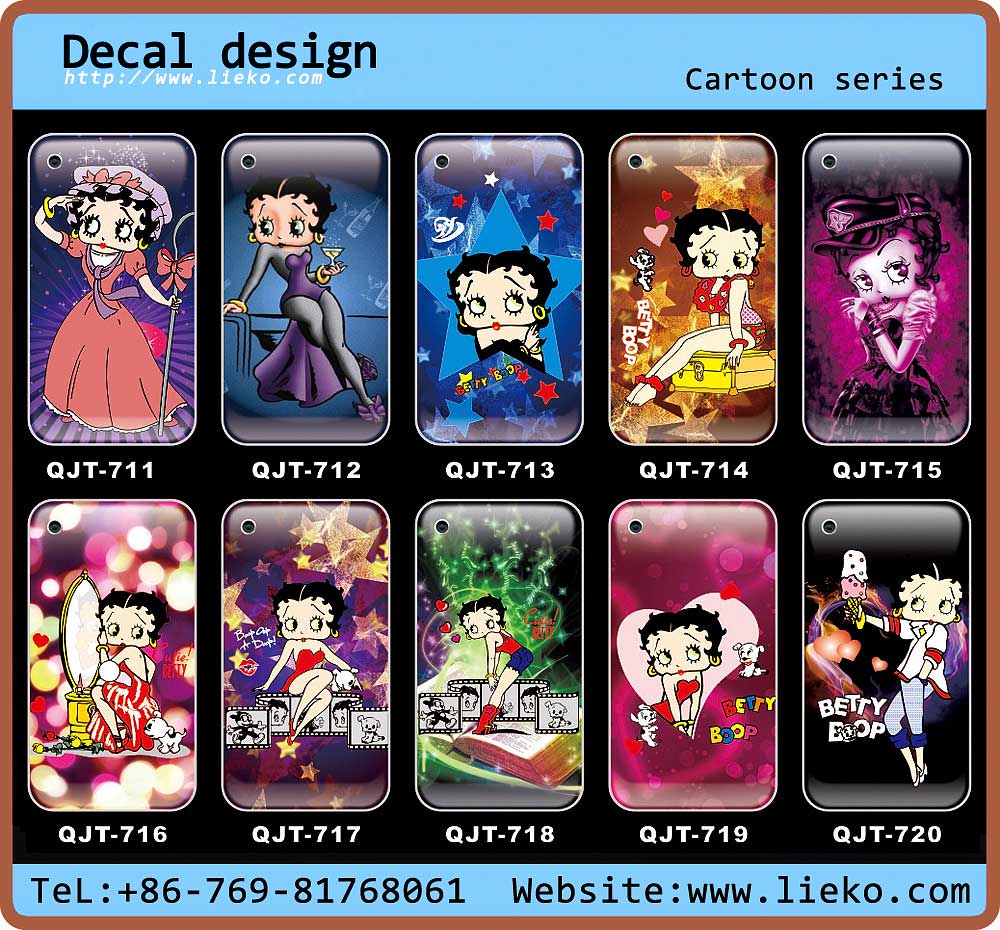 Decal design
http://www.lieko.com
Cartoon series
BETTY BOOP
BETTY
BOOP
QJT-711
QJT-712
QJT-713
QJT-714
QJT-715
Cutie!
BETTY
Boop Oop
A Doop!
Cutie!
BETTY
BETTY
BOOP
BETTY
BOOP
QJT-716
QJT-717
QJT-718
QJT-719
QJT-720
TeL:+86-769-81768061
Website:www.lieko.com